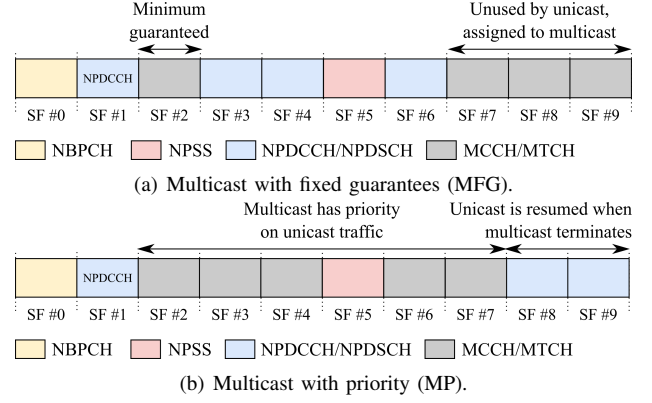 Minimum
guaranteed
Unused by unicast,
assigned to multicast
NPDCCH
SF #0 SF #1 SF #2 SF #3 SF #4 SF #5 SF #6 SF #7 SF #8 SF #9
NBPCH NPSS NPDCCH/NPDSCH MCCH/MTCH
(a) Multicast with fixed guarantees (MFG).
Multicast has priority
on unicast traffic
Unicast is resumed when
multicast terminates
NPDCCH
SF #0 SF #1 SF #2 SF #3 SF #4 SF #5 SF #6 SF #7 SF #8 SF #9
NBPCH NPSS NPDCCH/NPDSCH MCCH/MTCH
(b) Multicast with priority (MP).